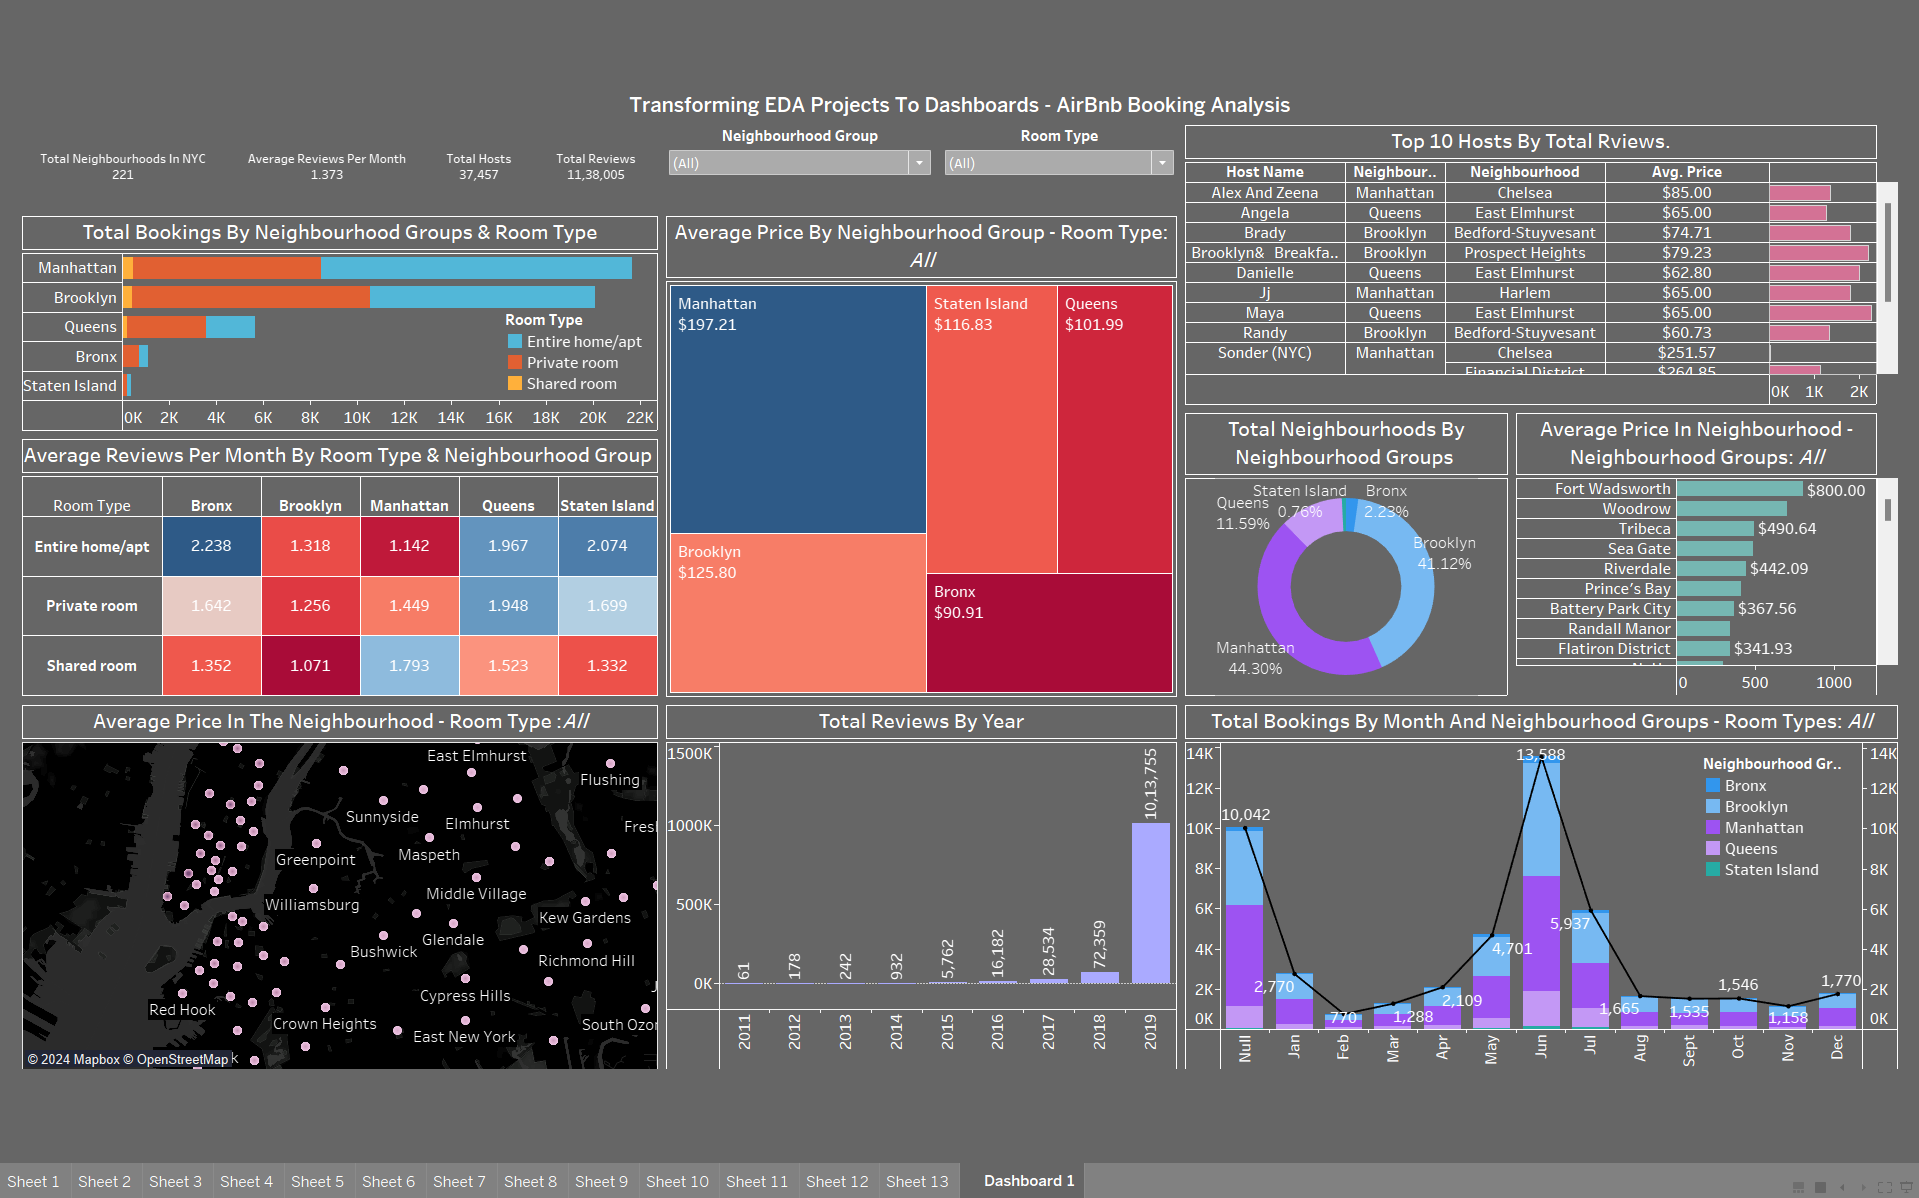 Transforming EDA Projects To Dashboards - AirBnb Booking Analysis
Total Neighbourhoods In NYC
221
Average Reviews Per Month
1.373
Total Hosts
37,457
Total Reviews
11,38,005
Neighbourhood Group
(All)
Room Type
(All)
Top 10 Hosts By Total Rviews.
Host Name Neighbour.. Neighbourhood Avg. Price
Alex And Zeena Manhattan Chelsea $85.00
Angela Queens East Elmhurst $65.00
Brady Brooklyn Bedford-Stuyvesant $74.71
Brooklyn& Breakfa.. Brooklyn Prospect Heights $79.23
Danielle Queens East Elmhurst $62.80
Jj Manhattan Harlem $65.00
Maya Queens East Elmhurst $65.00
Randy Brooklyn Bedford-Stuyvesant $60.73
Sonder (NYC) Manhattan Chelsea $251.57
Financial District $264.85
0K 1K 2K
Total Bookings By Neighbourhood Groups & Room Type
Manhattan
Brooklyn
Queens
Bronx
Staten Island
Room Type
Entire home/apt
Private room
Shared room
0K 2K 4K 6K 8K 10K 12K 14K 16K 18K 20K 22K
Average Price By Neighbourhood Group - Room Type:
All
Manhattan
$197.21
Staten Island
$116.83
Queens
$101.99
Brooklyn
$125.80
Bronx
$90.91
Average Reviews Per Month By Room Type & Neighbourhood Group
Room Type Bronx Brooklyn Manhattan Queens Staten Island
Entire home/apt 2.238 1.318 1.142 1.967 2.074
Private room 1.642 1.256 1.449 1.948 1.699
Shared room 1.352 1.071 1.793 1.523 1.332
Total Neighbourhoods By
Neighbourhood Groups
Staten Island
0.76%
Bronx
2.23%
Queens
11.59%
Brooklyn
41.12%
Manhattan
44.30%
Average Price In Neighbourhood -
Neighbourhood Groups: All
Fort Wadsworth $800.00
Woodrow
Tribeca $490.64
Sea Gate
Riverdale $442.09
Prince's Bay
Battery Park City $367.56
Randall Manor
Flatiron District $341.93
0 500 1000
Average Price In The Neighbourhood - Room Type :All
East Elmhurst
Flushing
Sunnyside
Elmhurst
Fresh
Maspeth
Greenpoint
Middle Village
Williamsburg
Kew Gardens
Glendale
Bushwick
Richmond Hill
Cypress Hills
Red Hook
Crown Heights
South Ozon
East New York
© 2024 Mapbox © OpenStreetMap
k
Total Reviews By Year
1500K
1000K
500K
0K
61
178
242
932
5,762
16,182
28,534
72,359
10,13,755
2011 2012 2013 2014 2015 2016 2017 2018 2019
Total Bookings By Month And Neighbourhood Groups - Room Types: All
14K
12K
10K
8K
6K
4K
2K
0K
10,042
2,770
770
1,288
2,109
4,701
13,588
5,937
1,665
1,535
1,546
1,158
1,770
Neighbourhood Gr..
Bronx
Brooklyn
Manhattan
Queens
Staten Island
14K
12K
10K
8K
6K
4K
2K
0K
Null Jan Feb Mar Apr May Jun Jul Aug Sept Oct Nov Dec
Sheet 1 Sheet 2 Sheet 3 Sheet 4 Sheet 5 Sheet 6 Sheet 7 Sheet 8 Sheet 9 Sheet 10 Sheet 11 Sheet 12 Sheet 13 Dashboard 1